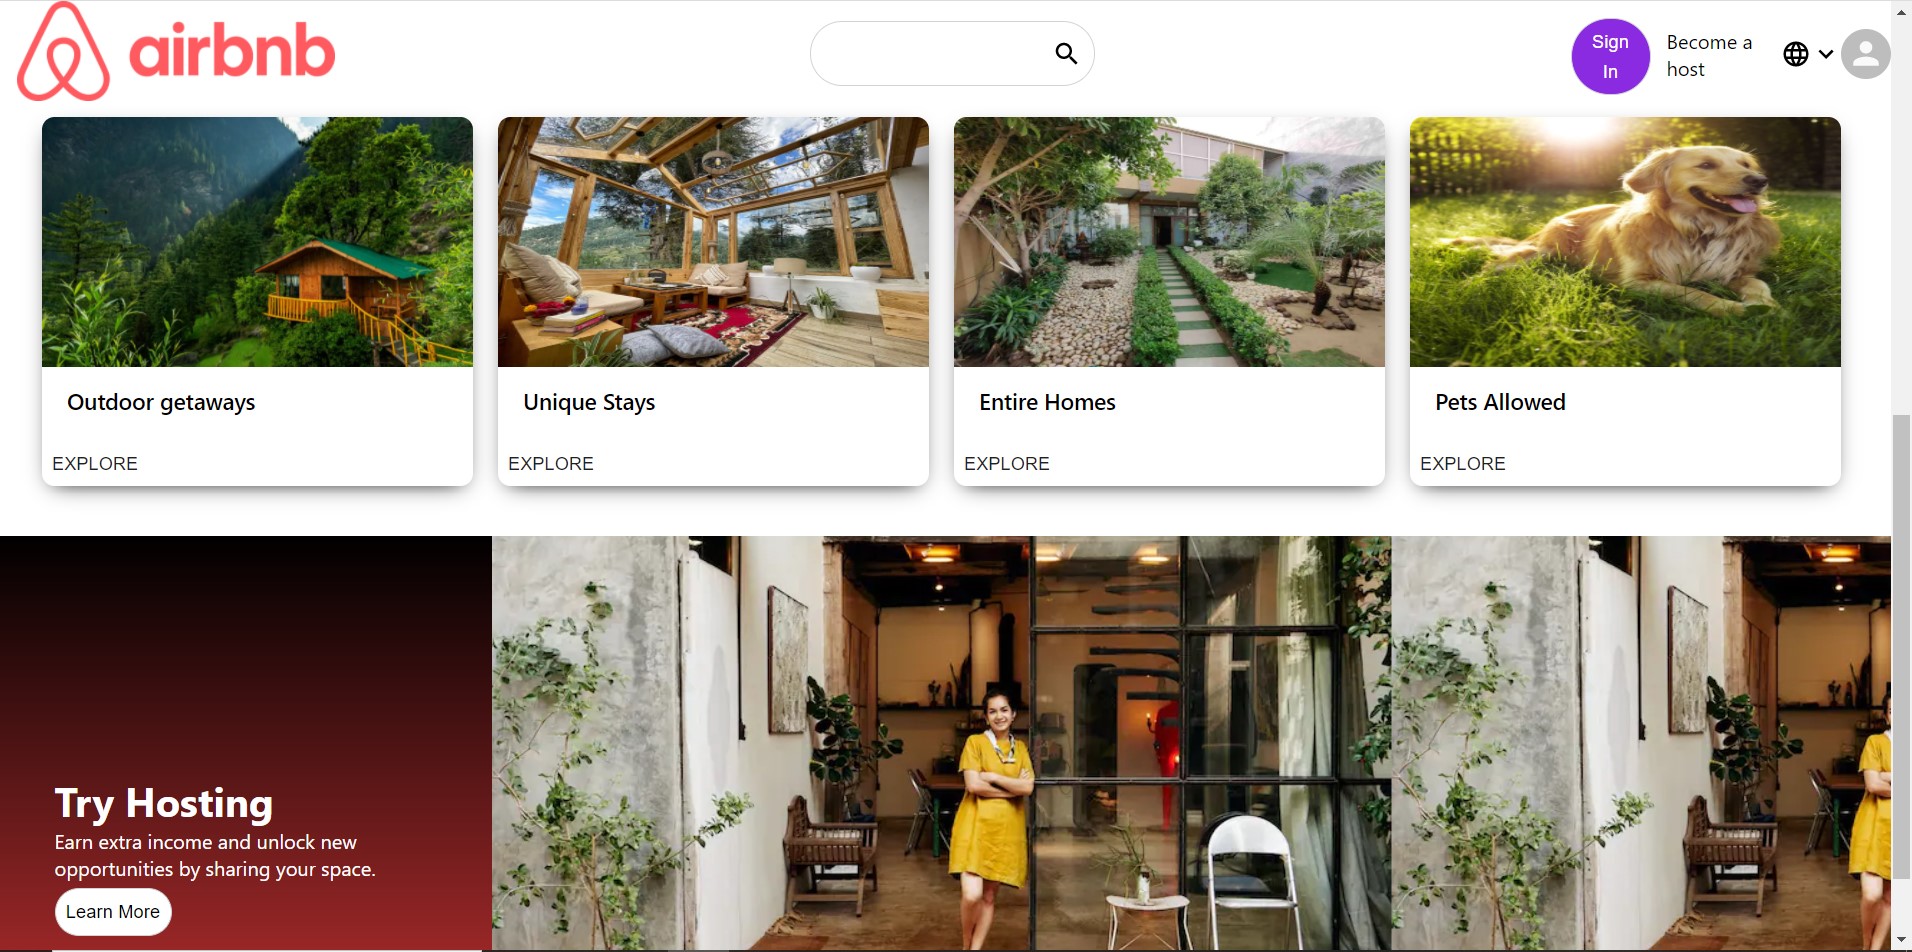 airbnb
Sign
In
Become a
host
Outdoor getaways
EXPLORE
Unique Stays
EXPLORE
Entire Homes
EXPLORE
Pets Allowed
EXPLORE
Try Hosting
Earn extra income and unlock new
opportunities by sharing your space.
Learn More